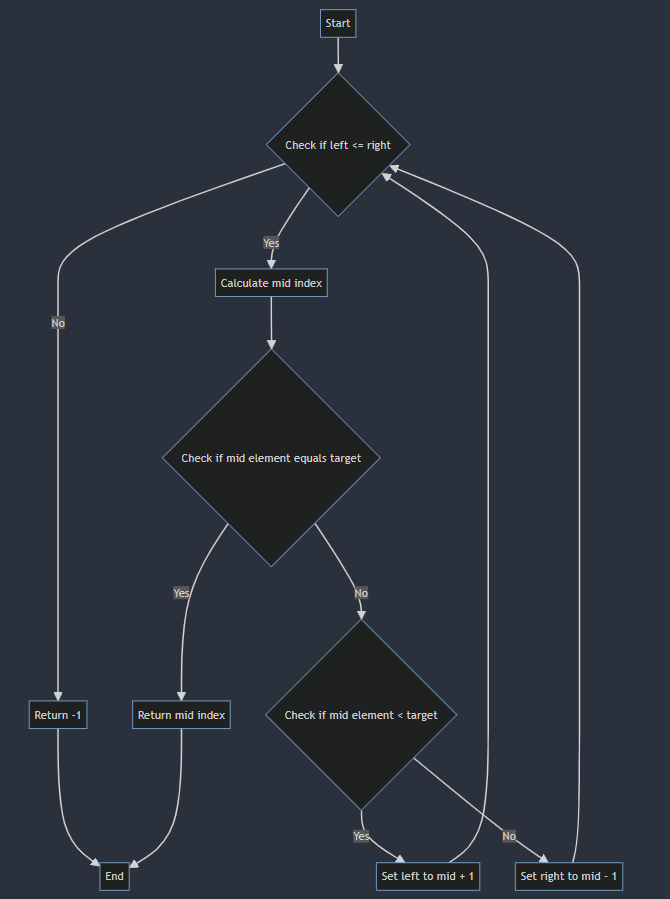 Start
Check if left <= right
Yes
Calculate mid index
No
Check if mid element equals target
Yes
No
Return -1
Return mid index
Check if mid element < target
Yes
No
End
Set left to mid + 1
Set right to mid - 1